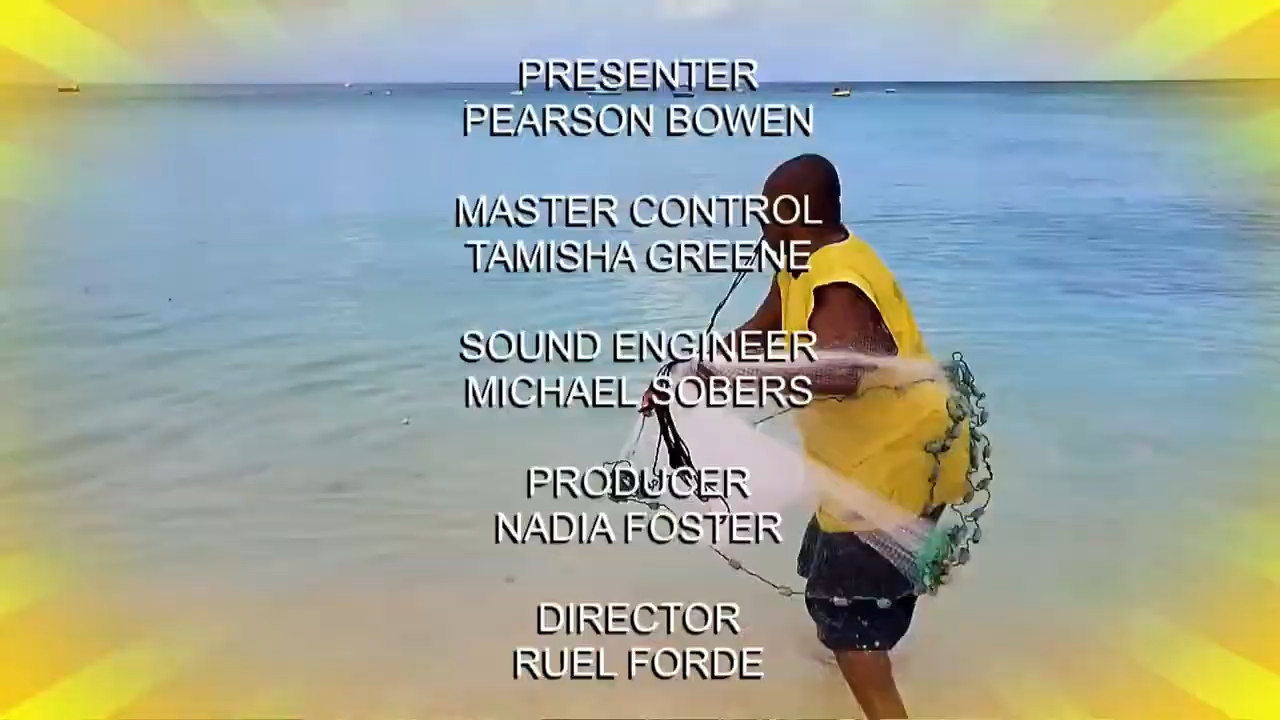 PRESENTER
PEARSON BOWEN
MASTER CONTROL
TAMISHA GREENE
SOUND ENGINEER
MICHAEL SOBERS
PRODUCER
NADIA FOSTER
DIRECTOR
RUEL FORDE